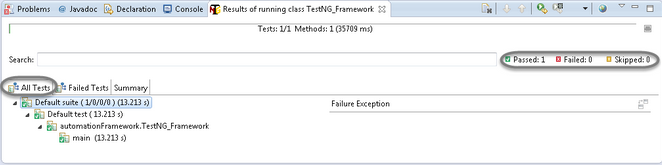 Problems @ Javadoc Declaration Console Results of running class TestNG_Framework
Tests: 1/1 Methods: 1 (35709 ms)
Search: Passed: 1 Failed: 0 Skipped: 0
All Tests Failed Tests Summary
Default suite ( 1/0/0/0 ) (13.213 s) Failure Exception
Default test ( 13.213 s)
automationFramework.TestNG_Framework
main (13.213 s)